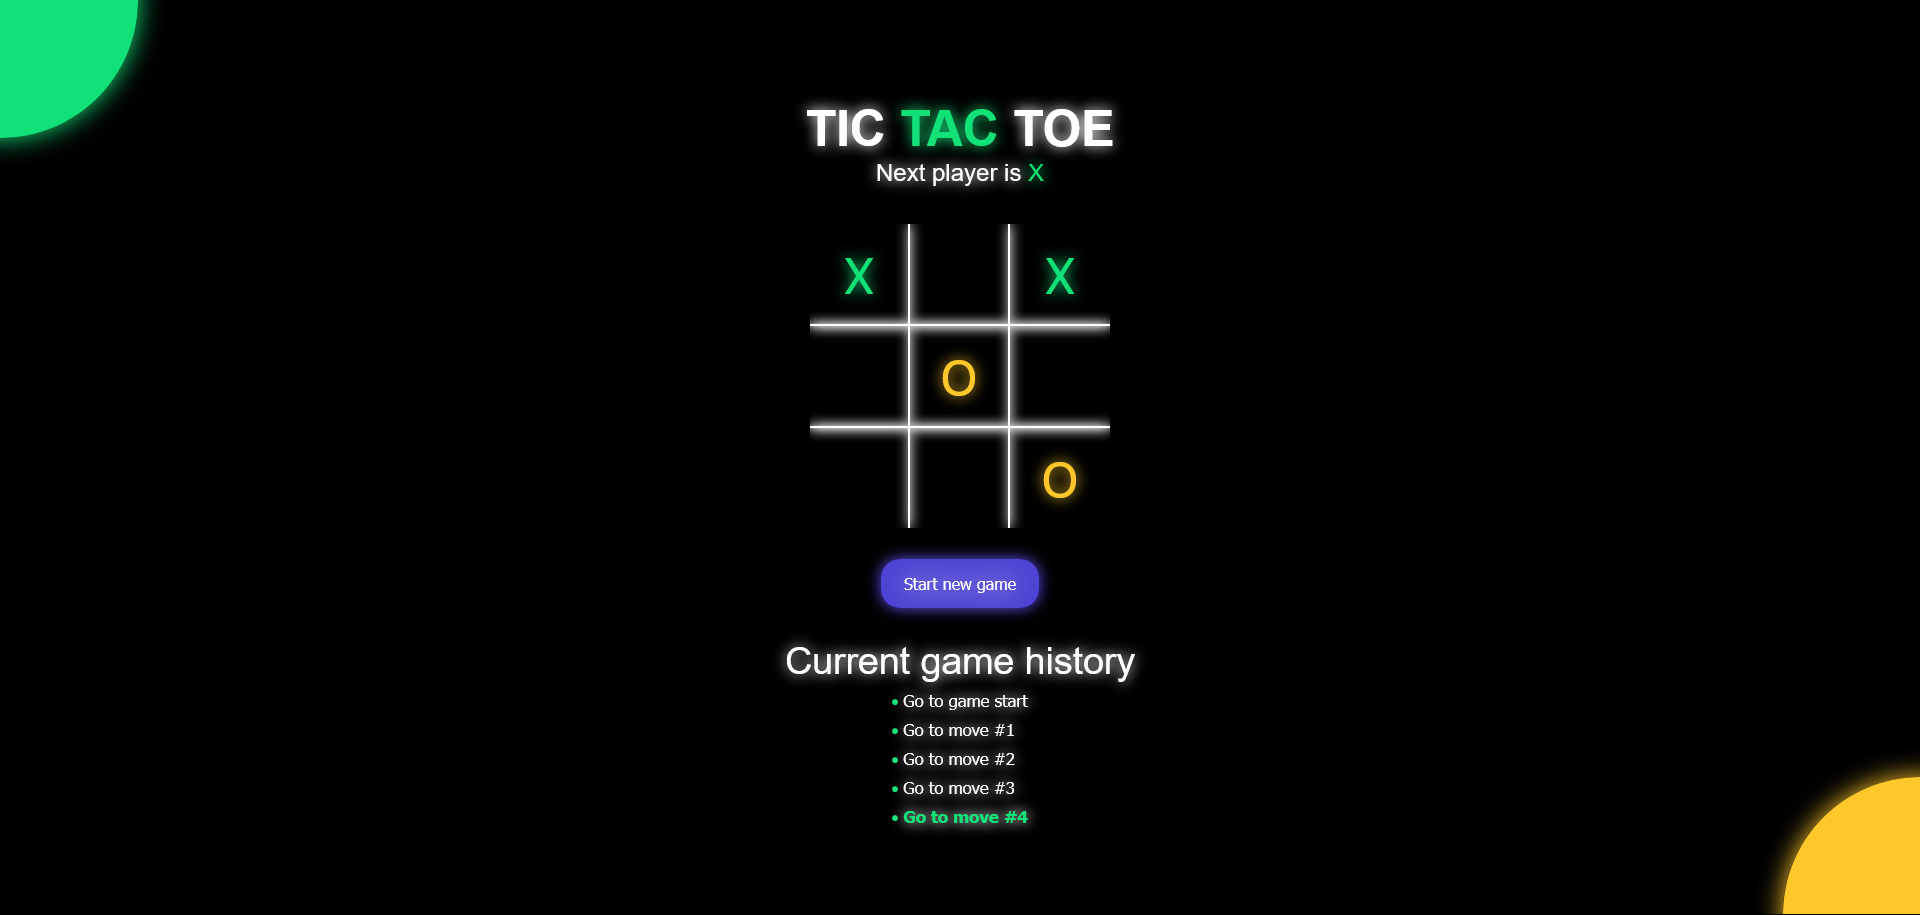 TIC TAC TOE
Next player is X
X X
O
O
Start new game
Current game history
Go to game start
Go to move #1
Go to move #2
Go to move #3
Go to move #4